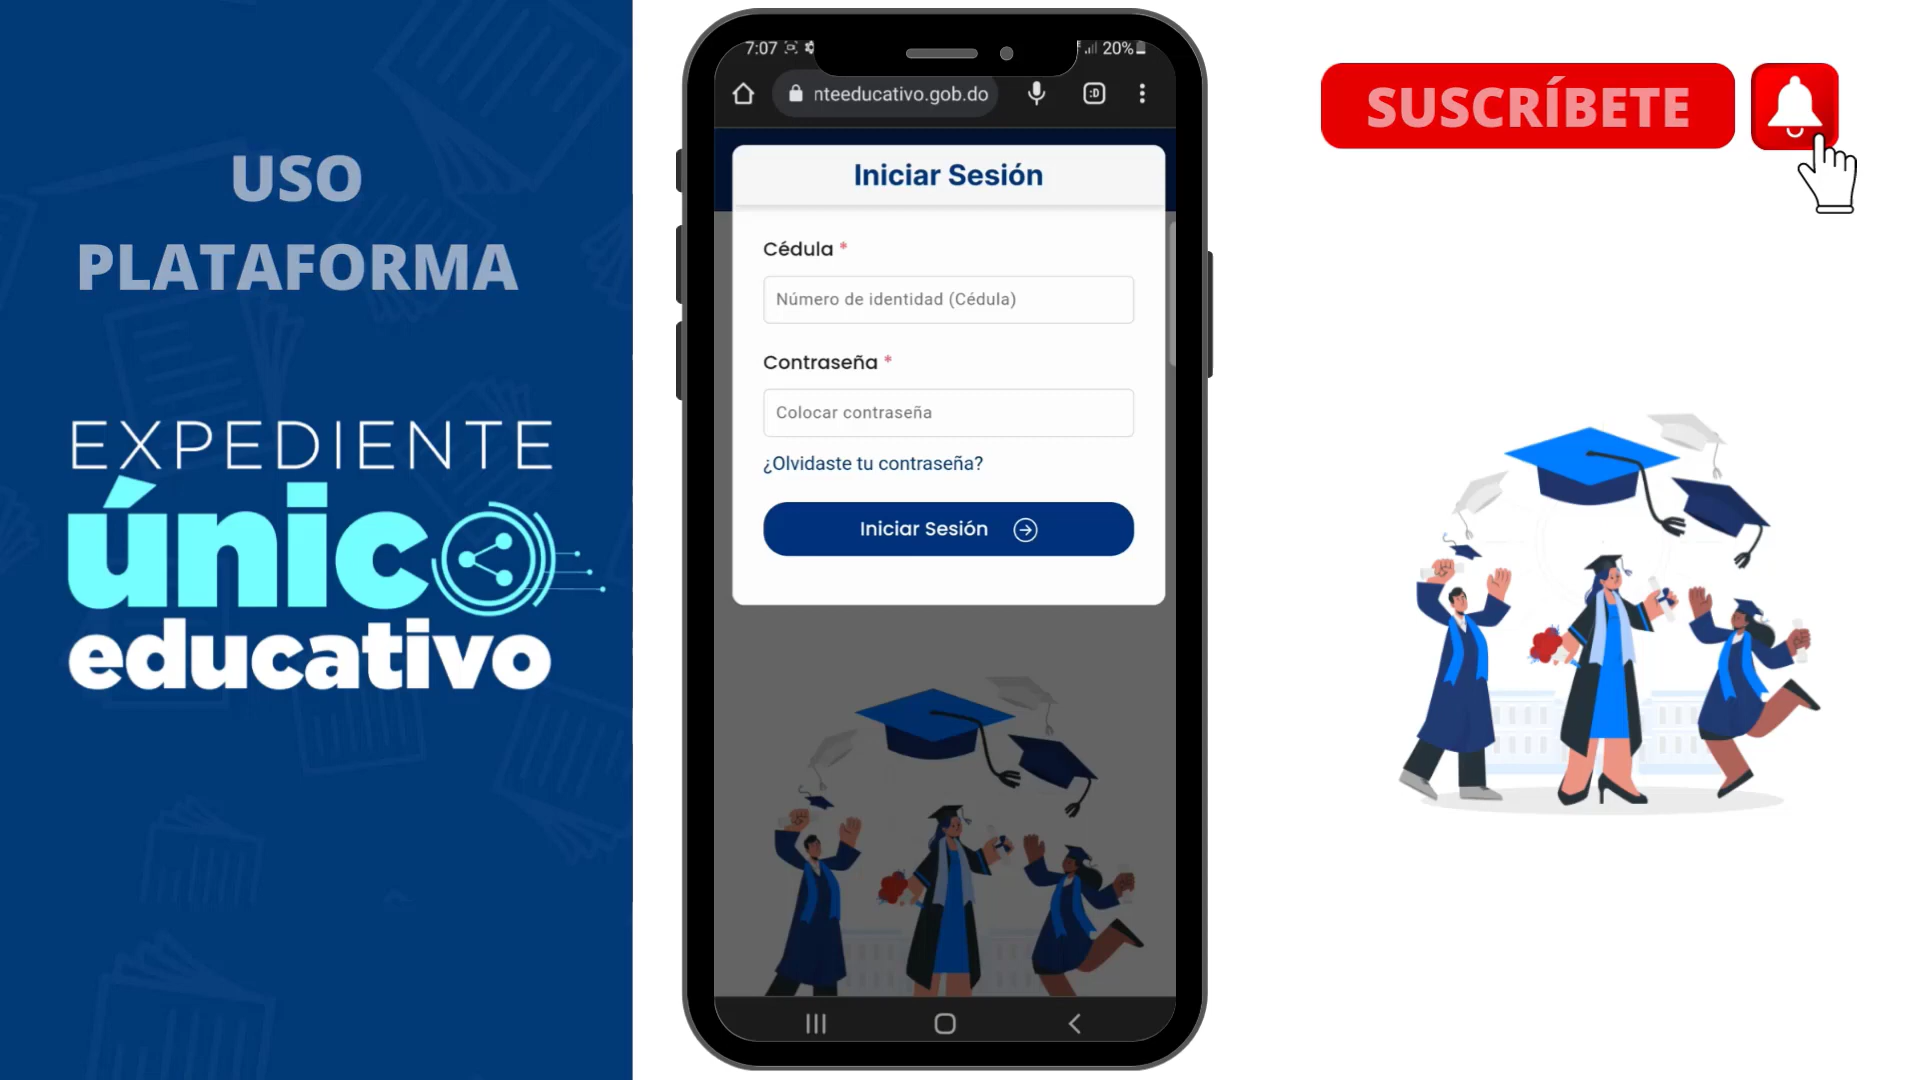 USO
PLATAFORMA
EXPEDIENTE
único
educativo
7:07
20%
nteeducativo.gob.do
:D
Iniciar Sesión
Cédula *
Número de identidad (Cédula)
Contraseña *
Colocar contraseña
¿Olvidaste tu contraseña?
Iniciar Sesión
SUSCRÍBETE